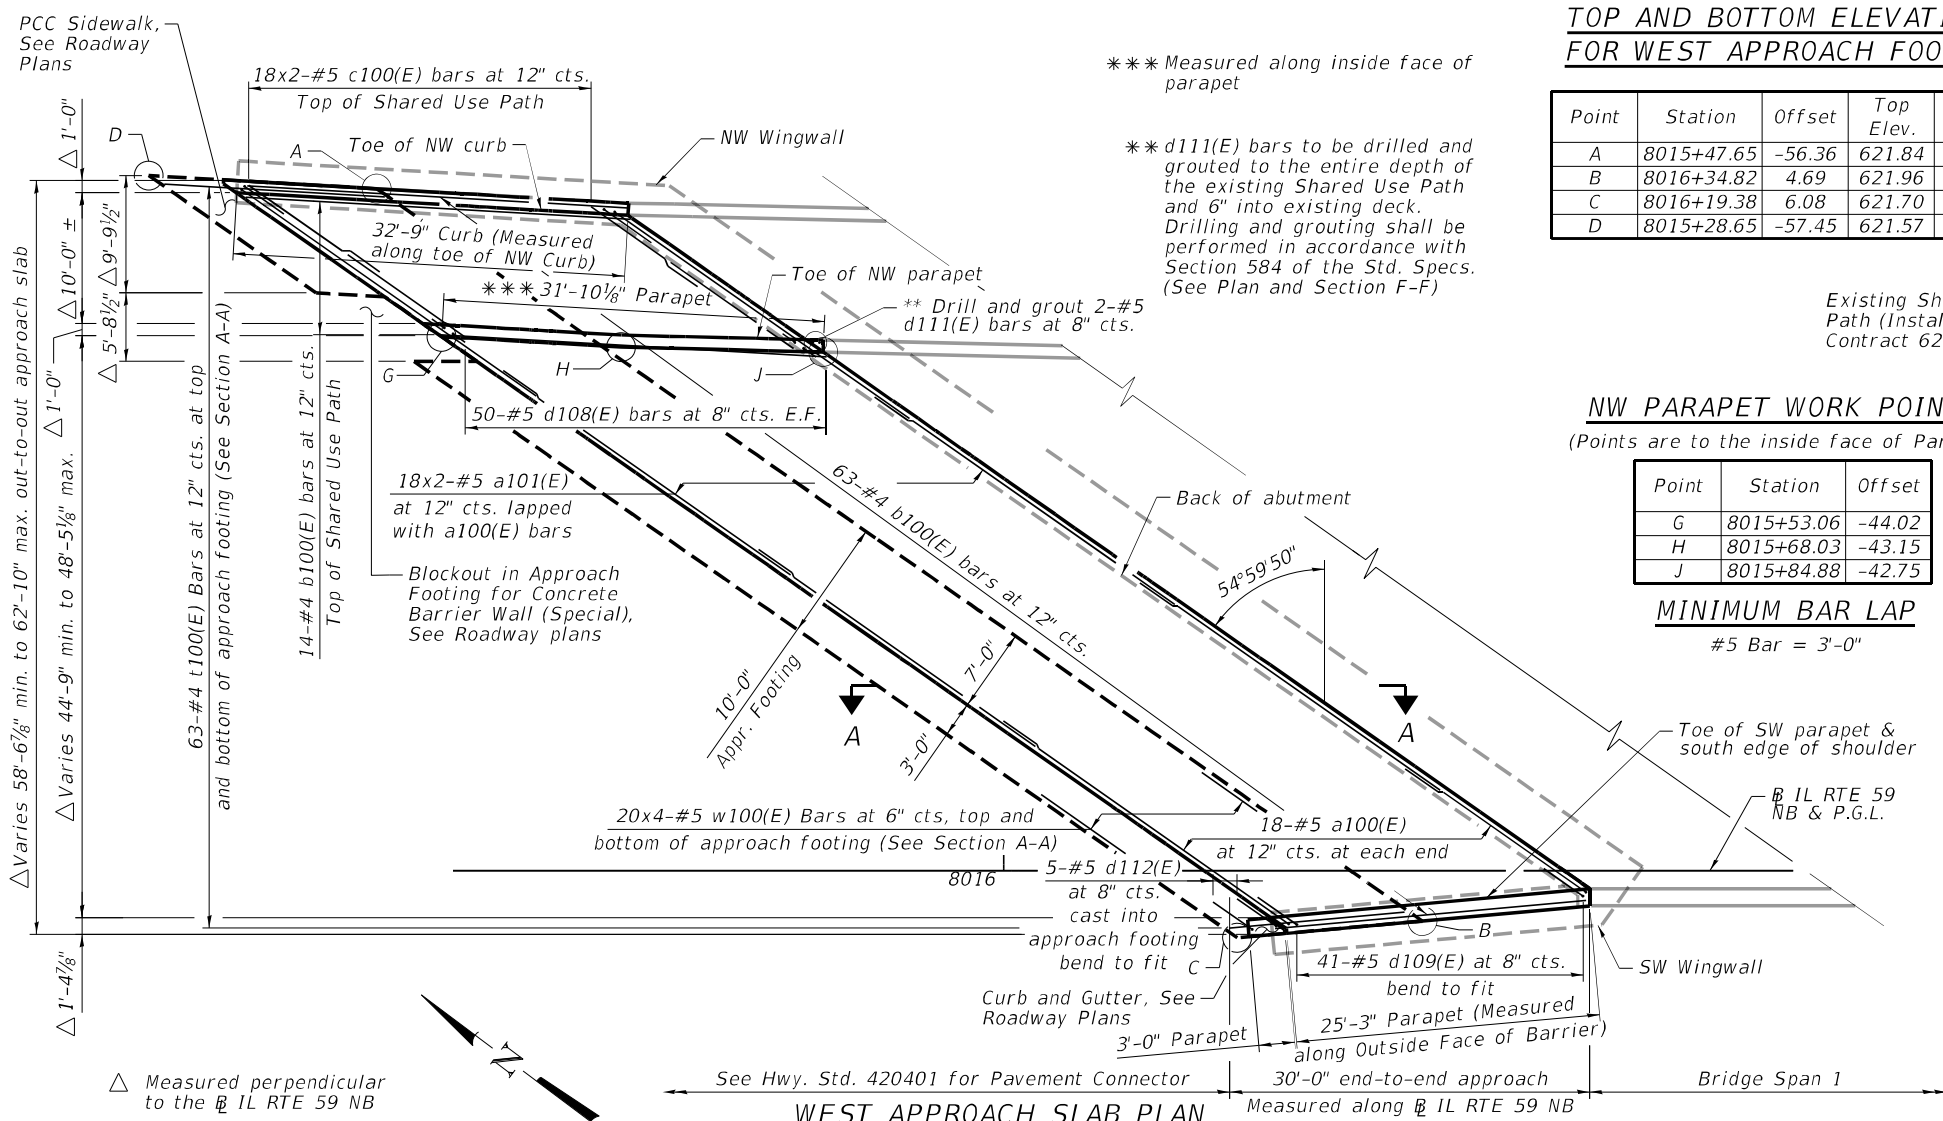 PCC Sidewalk,
See Roadway
Plans
18x2-#5 c100(E) bars at 12" cts.
Top of Shared Use Path
△ 1'-0"
D
A
Toe of NW curb
NW Wingwall
*** Measured along inside face of
parapet
** d111(E) bars to be drilled and
grouted to the entire depth of
the existing Shared Use Path
and 6" into existing deck.
Drilling and grouting shall be
performed in accordance with
Section 584 of the Std. Specs.
(See Plan and Section F-F)
TOP AND BOTTOM ELEVATI
FOR WEST APPROACH FOO
Point Station Offset Top
Elev.
A 8015+47.65 -56.36 621.84
B 8016+34.82 4.69 621.96
C 8016+19.38 6.08 621.70
D 8015+28.65 -57.45 621.57
Existing Sh
Path (Instal
Contract 62
NW PARAPET WORK POIN
(Points are to the inside face of Par
Point Station Offset
G 8015+53.06 -44.02
H 8015+68.03 -43.15
J 8015+84.88 -42.75
MINIMUM BAR LAP
#5 Bar = 3'-0"
△Varies 58'-6⅞" min. to 62'-10" max. out-to-out approach slab
△10'-0" ±
△ 9'-9½"
△ 5'-8½"
△ 1'-0"
△Varies 44'-9" min. to 48'-5⅛" max.
△ 1'-4⅞"
63-#4 t100(E) Bars at 12" cts. at top
and bottom of approach footing (See Section A-A)
14-#4 b100(E) bars at 12" cts.
Top of Shared Use Path
32'-9" Curb (Measured
along toe of NW Curb)
*** 31'-10⅛" Parapet
Toe of NW parapet
** Drill and grout 2-#5
d111(E) bars at 8" cts.
G
H
J
50-#5 d108(E) bars at 8" cts. E.F.
18x2-#5 a101(E)
at 12" cts. lapped
with a100(E) bars
63-#4 b100(E) bars at 12" cts.
Back of abutment
54°59'50"
Blockout in Approach
Footing for Concrete
Barrier Wall (Special),
See Roadway plans
10'-0"
Appr. Footing
7'-0"
3'-0"
A
A
Toe of SW parapet &
south edge of shoulder
℄ IL RTE 59
NB & P.G.L.
20x4-#5 w100(E) Bars at 6" cts, top and
bottom of approach footing (See Section A-A)
18-#5 a100(E)
at 12" cts. at each end
8016
5-#5 d112(E)
at 8" cts.
cast into
approach footing
bend to fit
C
B
41-#5 d109(E) at 8" cts.
bend to fit
SW Wingwall
Curb and Gutter, See
Roadway Plans
3'-0" Parapet
25'-3" Parapet (Measured
along Outside Face of Barrier)
N
△ Measured perpendicular
to the ℄ IL RTE 59 NB
See Hwy. Std. 420401 for Pavement Connector
30'-0" end-to-end approach
Measured along ℄ IL RTE 59 NB
Bridge Span 1
WEST APPROACH SLAB PLAN